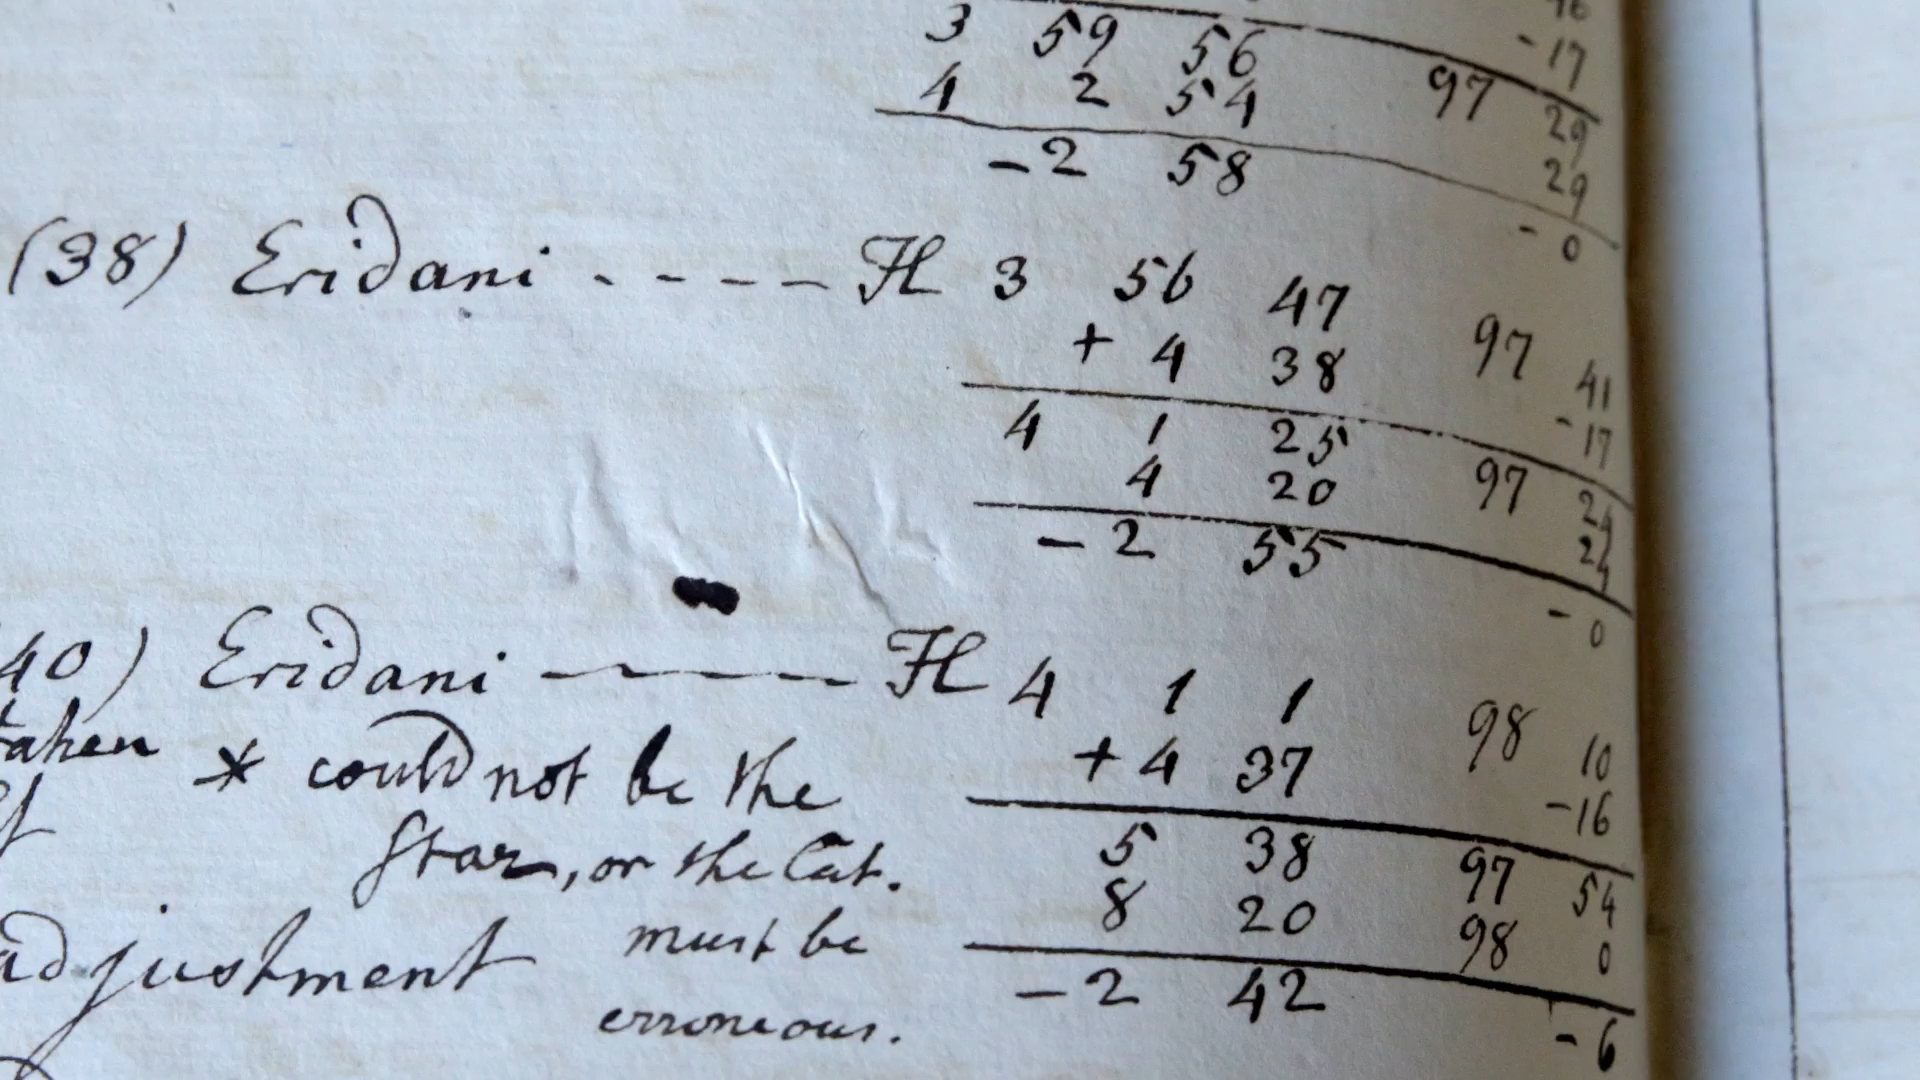 46
3 59 56 - 17
4 2 54 97 29
- 2 58 29
- 0
(38) Eridani - - - - H 3 56 47
+ 4 38 97 41
4 1 25 - 17
4 20 97 24
- 2 55 24
- 0
40) Eridani H 4 1 1 98
taken * could not be the + 4 37 10
Star, or the Cat. 5 38 97 - 16
must be 8 20 98 54
adjustment - 2 42 0
erroneous. - 6